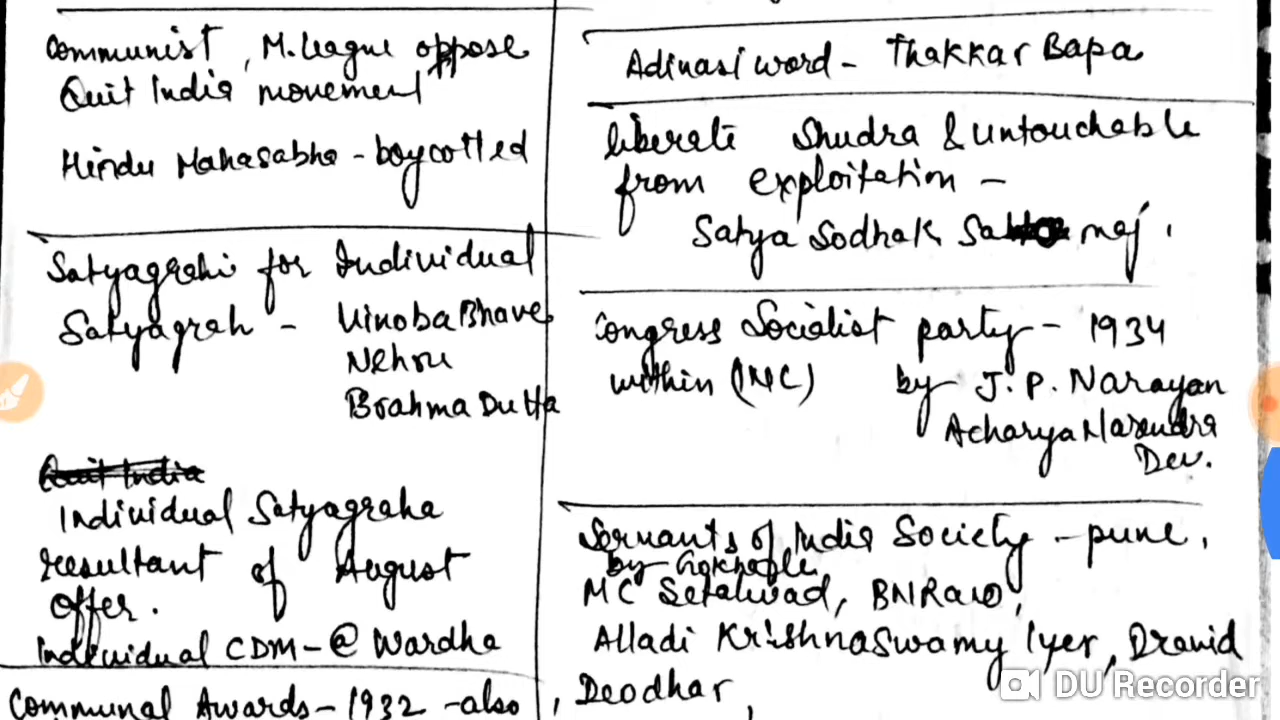 Communist, M. League oppose
Quit India movement
Hindu Mahasabha - boycotted
Satyagrahi for Individual
Satyagrah - Vinoba Bhave
Nehru
Brahma Dutta
Quit India
Individual Satyagraha
resultant of August
Offer.
Individual CDM - @ Wardha
Communal Awards - 1932 - also
Adivasi word - Thakkar Bapa
liberate Shudra & Untouchable
from exploitation -
Satya Sodhak Samaj.
Congress Socialist party - 1934
within (INC) by J. P. Narayan
Acharya Narendra
Dev.
Servants of India Society - pune,
by Gokhale
MC Setalwad, BN Rao,
Alladi Krishnaswamy Iyer, Dravid
, Deodhar,
DU Recorder